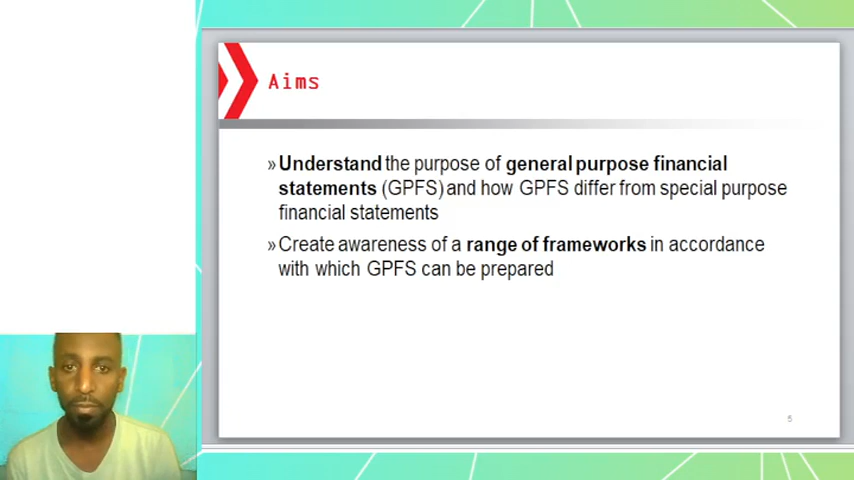 Aims
» Understand the purpose of general purpose financial
statements (GPFS) and how GPFS differ from special purpose
financial statements
» Create awareness of a range of frameworks in accordance
with which GPFS can be prepared
5